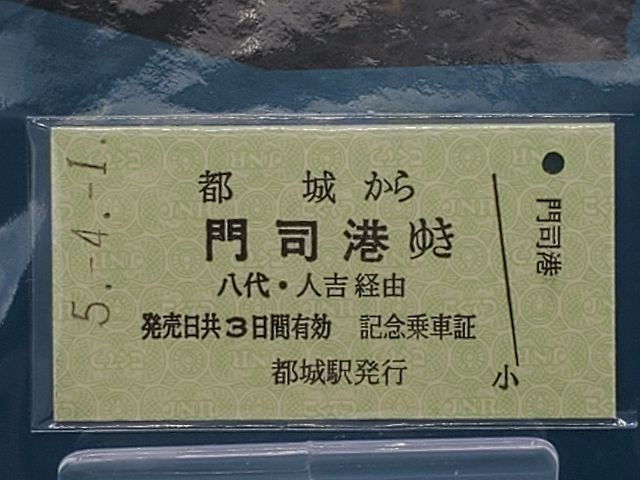 5.-4.-1.
都城から
門司港ゆき
八代・人吉経由
発売日共3日間有効 記念乗車証
都城駅発行
小
門司港